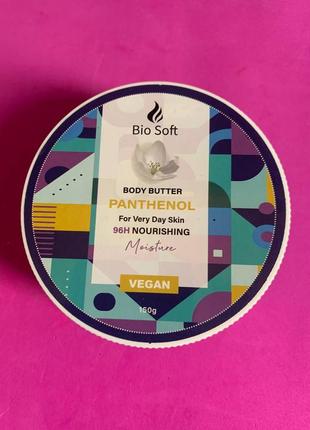 Bio Soft
BODY BUTTER
PANTHENOL
For Very Day Skin
96H NOURISHING
Moisture
VEGAN
150g